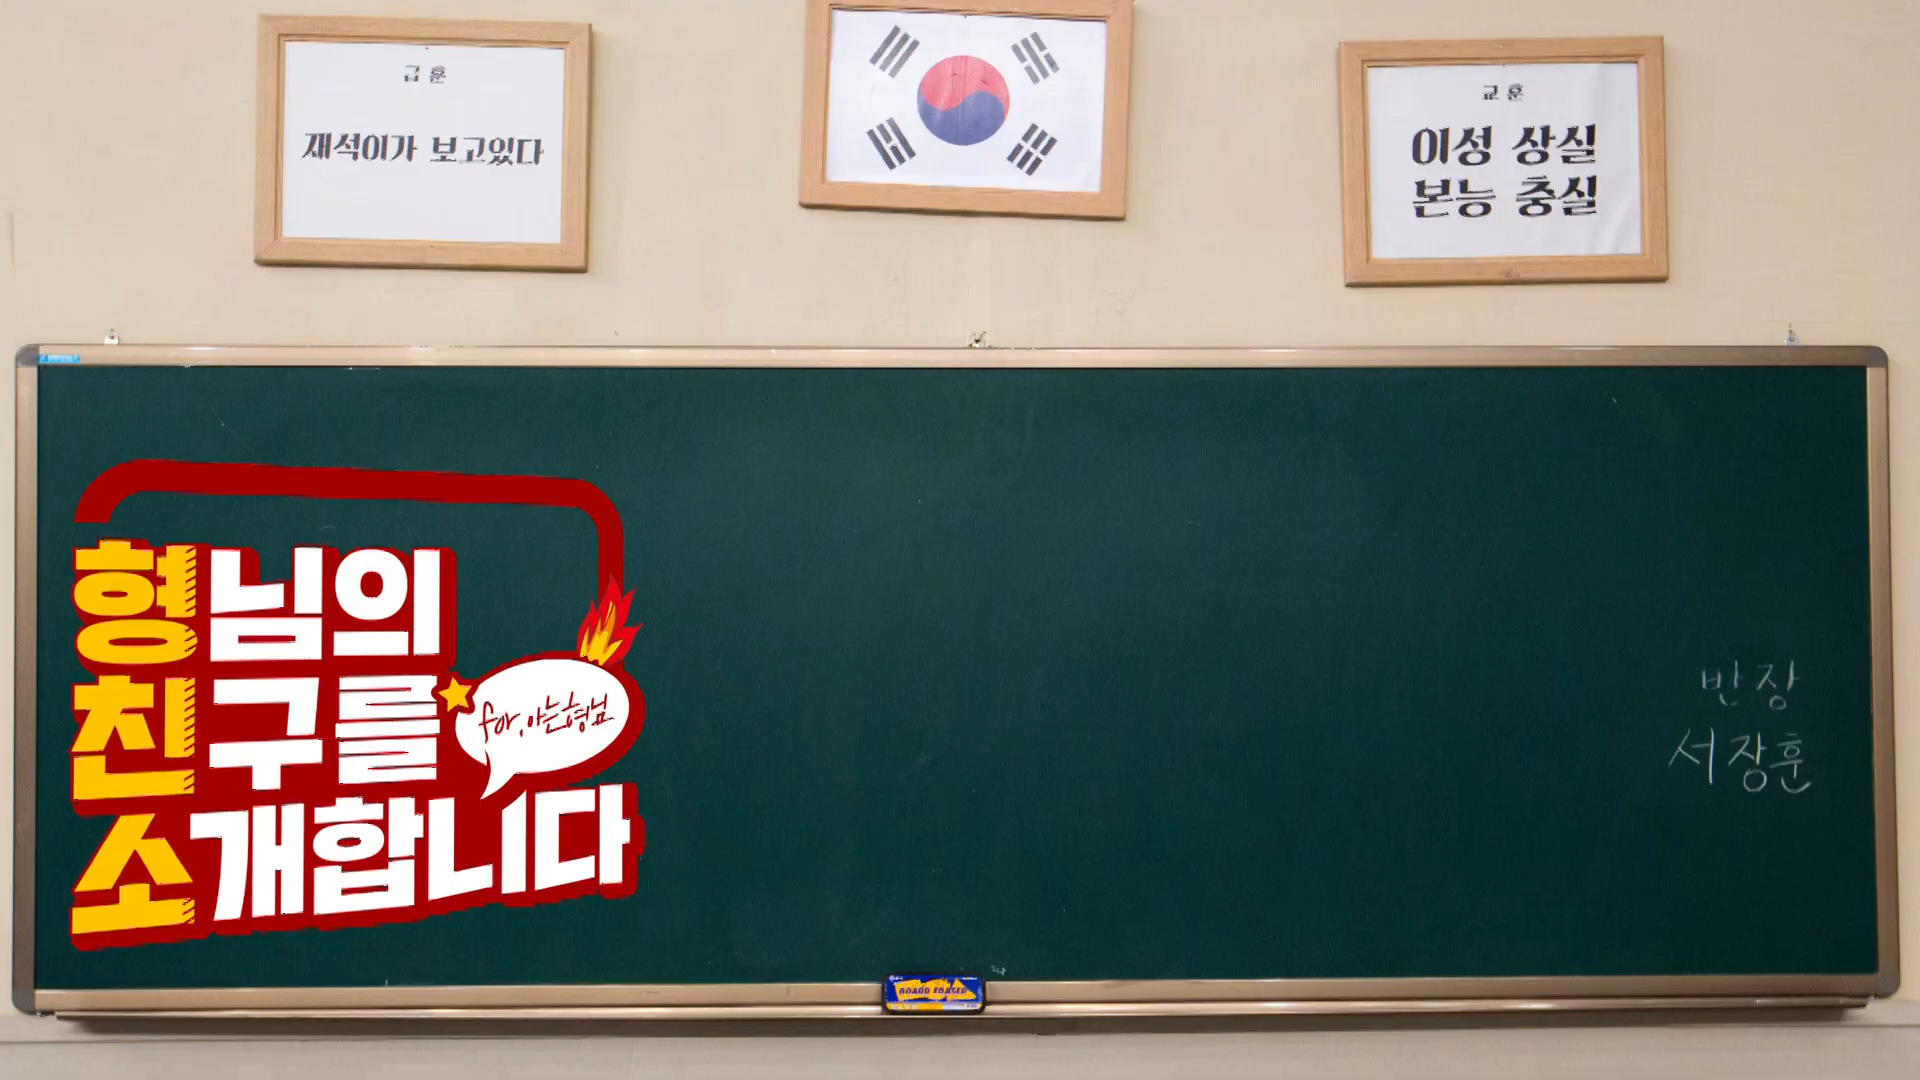 급훈
재석이가 보고있다
교훈
이성 상실
본능 충실
형님의
친구를
for.아는형님
소개합니다
반장
서장훈
BOARD ERASER